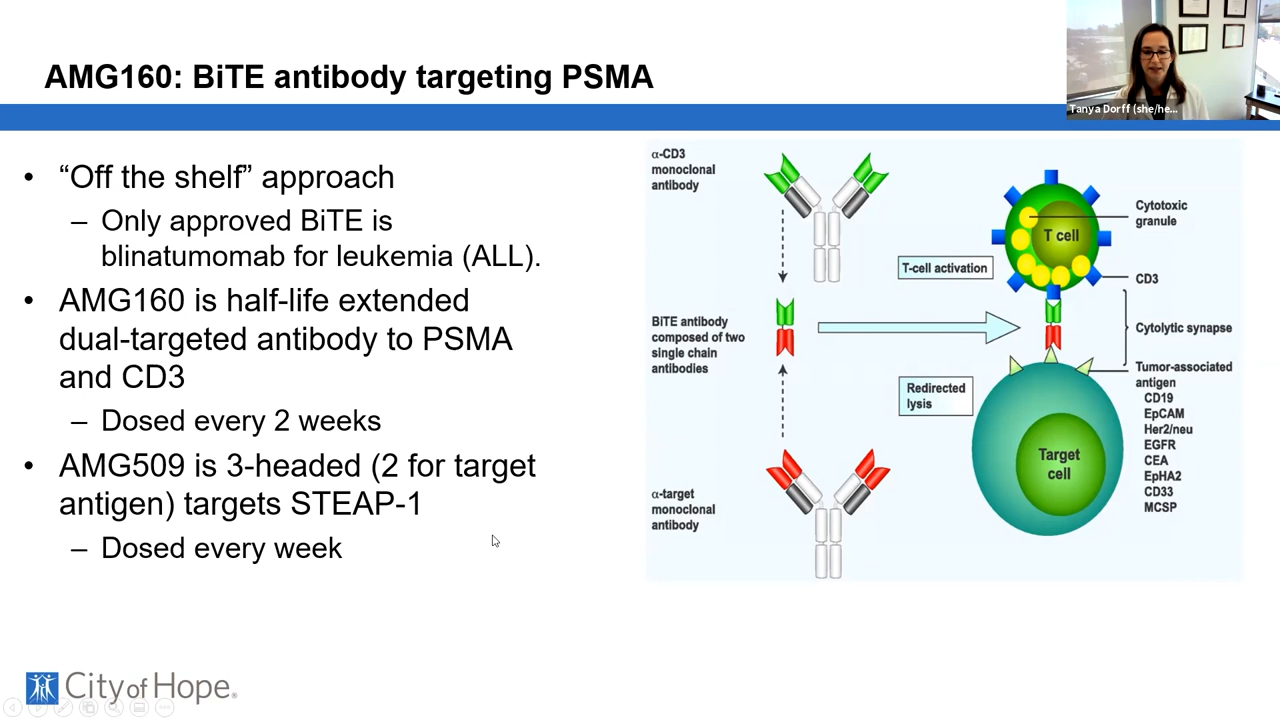 AMG160: BiTE antibody targeting PSMA
Tanya Dorff (she/he...
• “Off the shelf” approach
– Only approved BiTE is
blinatumomab for leukemia (ALL).
• AMG160 is half-life extended
dual-targeted antibody to PSMA
and CD3
– Dosed every 2 weeks
• AMG509 is 3-headed (2 for target
antigen) targets STEAP-1
– Dosed every week
α-CD3
monoclonal
antibody
BiTE antibody
composed of two
single chain
antibodies
α-target
monoclonal
antibody
T-cell activation
Redirected
lysis
T cell
Target
cell
Cytotoxic
granule
CD3
Cytolytic synapse
Tumor-associated
antigen
CD19
EpCAM
Her2/neu
EGFR
CEA
EpHA2
CD33
MCSP
City of Hope®